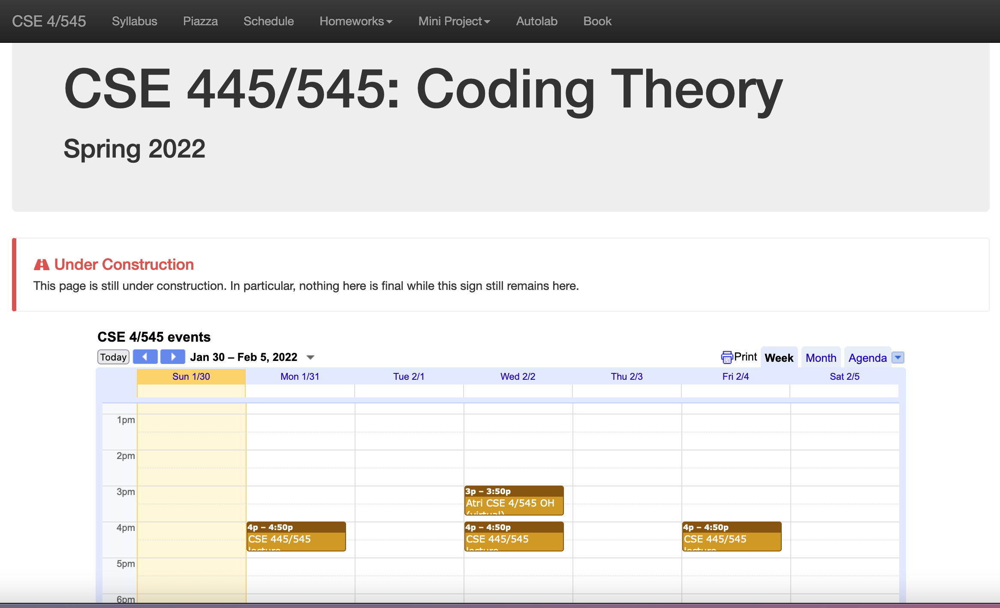 CSE 4/545 Syllabus Piazza Schedule Homeworks Mini Project Autolab Book
CSE 445/545: Coding Theory
Spring 2022
Under Construction
This page is still under construction. In particular, nothing here is final while this sign still remains here.
CSE 4/545 events
Today Jan 30 – Feb 5, 2022 Print Week Month Agenda
Sun 1/30 Mon 1/31 Tue 2/1 Wed 2/2 Thu 2/3 Fri 2/4 Sat 2/5
1pm
2pm
3pm
3p – 3:50p
Atri CSE 4/545 OH
(virtual)
4pm
4p – 4:50p
CSE 445/545
lecture
4p – 4:50p
CSE 445/545
lecture
4p – 4:50p
CSE 445/545
lecture
5pm
6pm